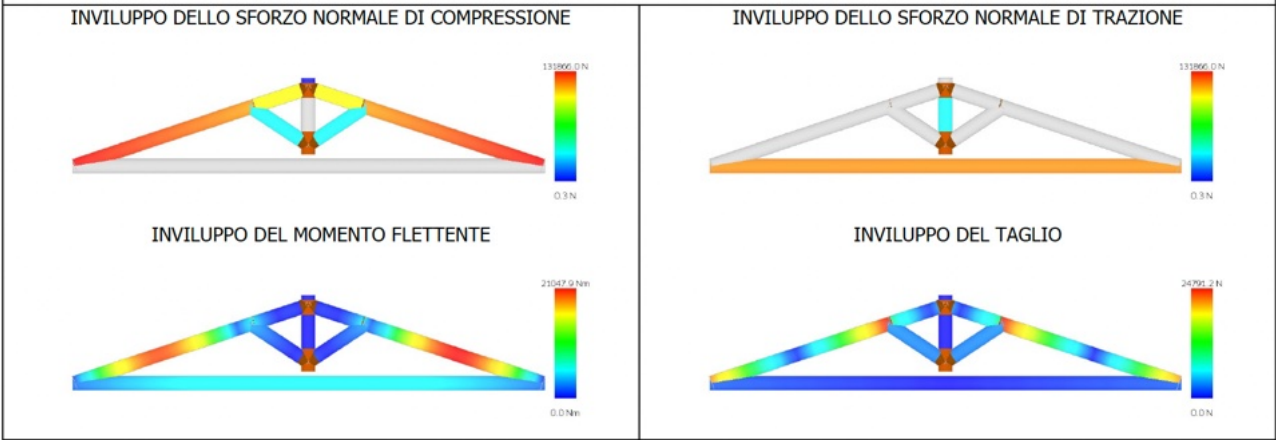 INVILUPPO DELLO SFORZO NORMALE DI COMPRESSIONE
131866.0 N
0.3 N
INVILUPPO DELLO SFORZO NORMALE DI TRAZIONE
131866.0 N
0.3 N
INVILUPPO DEL MOMENTO FLETTENTE
21047.9 Nm
0.0 Nm
INVILUPPO DEL TAGLIO
24791.2 N
0.0 N